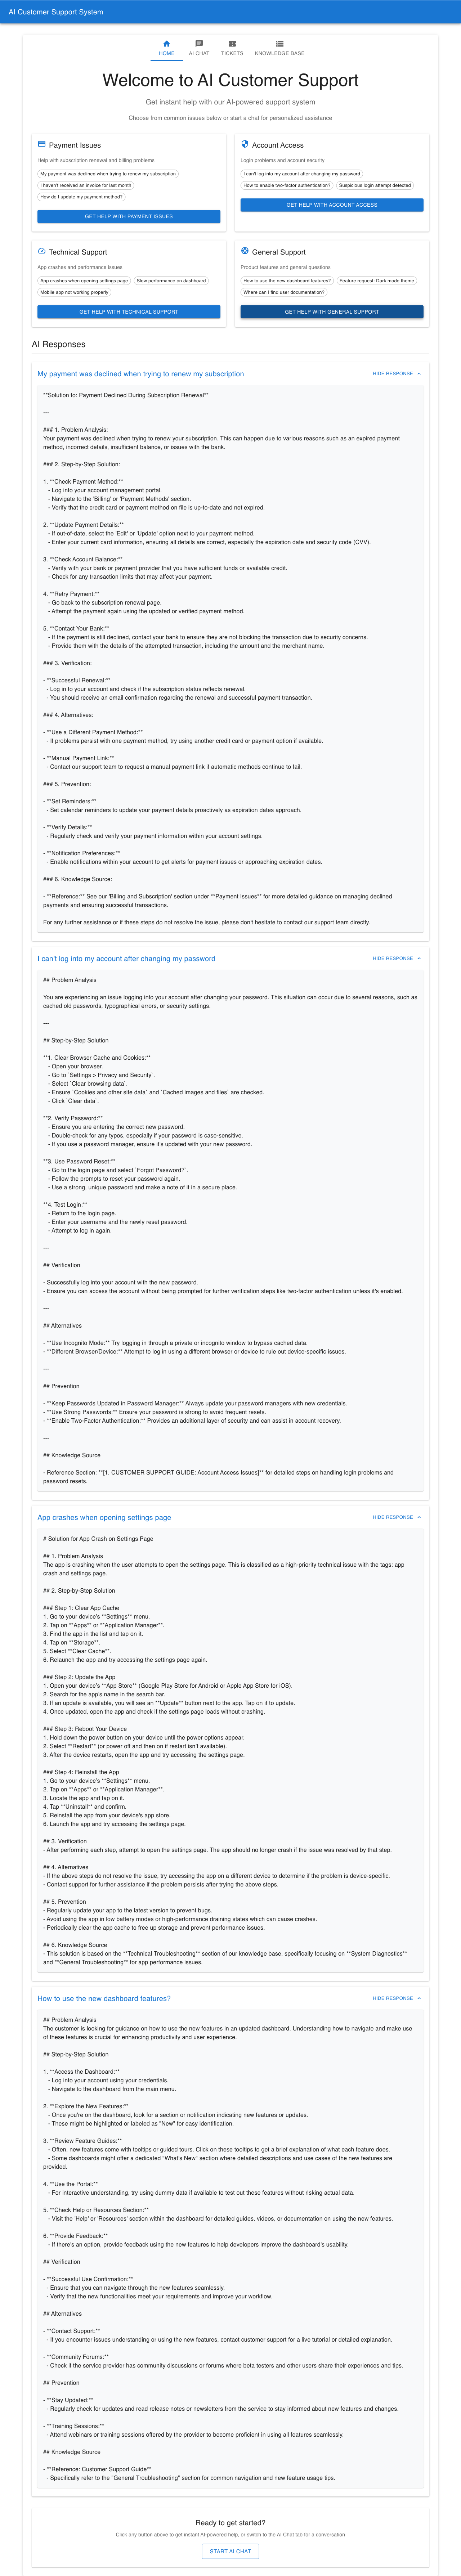 AI Customer Support System
HOME
AI CHAT
TICKETS
KNOWLEDGE BASE
Welcome to AI Customer Support
Get instant help with our AI-powered support system
Choose from common issues below or start a chat for personalized assistance
Payment Issues
Help with subscription renewal and billing problems
My payment was declined when trying to renew my subscription
I haven't received an invoice for last month
How do I update my payment method?
GET HELP WITH PAYMENT ISSUES
Account Access
Login problems and account security
I can't log into my account after changing my password
How to enable two-factor authentication?
Suspicious login attempt detected
GET HELP WITH ACCOUNT ACCESS
Technical Support
App crashes and performance issues
App crashes when opening settings page
Slow performance on dashboard
Mobile app not working properly
GET HELP WITH TECHNICAL SUPPORT
General Support
Product features and general questions
How to use the new dashboard features?
Feature request: Dark mode theme
Where can I find user documentation?
GET HELP WITH GENERAL SUPPORT
AI Responses
My payment was declined when trying to renew my subscription
HIDE RESPONSE
**Solution to: Payment Declined During Subscription Renewal**
---
### 1. Problem Analysis:
Your payment was declined when trying to renew your subscription. This can happen due to various reasons such as an expired payment
method, incorrect details, insufficient balance, or issues with the bank.
### 2. Step-by-Step Solution:
1. **Check Payment Method:**
- Log into your account management portal.
- Navigate to the 'Billing' or 'Payment Methods' section.
- Verify that the credit card or payment method on file is up-to-date and not expired.
2. **Update Payment Details:**
- If out-of-date, select the 'Edit' or 'Update' option next to your payment method.
- Enter your current card information, ensuring all details are correct, especially the expiration date and security code (CVV).
3. **Check Account Balance:**
- Verify with your bank or payment provider that you have sufficient funds or available credit.
- Check for any transaction limits that may affect your payment.
4. **Retry Payment:**
- Go back to the subscription renewal page.
- Attempt the payment again using the updated or verified payment method.
5. **Contact Your Bank:**
- If the payment is still declined, contact your bank to ensure they are not blocking the transaction due to security concerns.
- Provide them with the details of the attempted transaction, including the amount and the merchant name.
### 3. Verification:
- **Successful Renewal:**
- Log in to your account and check if the subscription status reflects renewal.
- You should receive an email confirmation regarding the renewal and successful payment transaction.
### 4. Alternatives:
- **Use a Different Payment Method:**
- If problems persist with one payment method, try using another credit card or payment option if available.
- **Manual Payment Link:**
- Contact our support team to request a manual payment link if automatic methods continue to fail.
### 5. Prevention:
- **Set Reminders:**
- Set calendar reminders to update your payment details proactively as expiration dates approach.
- **Verify Details:**
- Regularly check and verify your payment information within your account settings.
- **Notification Preferences:**
- Enable notifications within your account to get alerts for payment issues or approaching expiration dates.
### 6. Knowledge Source:
- **Reference:** See our 'Billing and Subscription' section under **Payment Issues** for more detailed guidance on managing declined
payments and ensuring successful transactions.
For any further assistance or if these steps do not resolve the issue, please don't hesitate to contact our support team directly.
I can't log into my account after changing my password
HIDE RESPONSE
## Problem Analysis
You are experiencing an issue logging into your account after changing your password. This situation can occur due to several reasons, such as
cached old passwords, typographical errors, or security settings.
---
## Step-by-Step Solution
**1. Clear Browser Cache and Cookies:**
- Open your browser.
- Go to `Settings > Privacy and Security`.
- Select `Clear browsing data`.
- Ensure `Cookies and other site data` and `Cached images and files` are checked.
- Click `Clear data`.
**2. Verify Password:**
- Ensure you are entering the correct new password.
- Double-check for any typos, especially if your password is case-sensitive.
- If you use a password manager, ensure it's updated with your new password.
**3. Use Password Reset:**
- Go to the login page and select `Forgot Password?`.
- Follow the prompts to reset your password again.
- Use a strong, unique password and make a note of it in a secure place.
**4. Test Login:**
- Return to the login page.
- Enter your username and the newly reset password.
- Attempt to log in again.
---
## Verification
- Successfully log into your account with the new password.
- Ensure you can access the account without being prompted for further verification steps like two-factor authentication unless it's enabled.
---
## Alternatives
- **Use Incognito Mode:** Try logging in through a private or incognito window to bypass cached data.
- **Different Browser/Device:** Attempt to log in using a different browser or device to rule out device-specific issues.
---
## Prevention
- **Keep Passwords Updated in Password Manager:** Always update your password managers with new credentials.
- **Use Strong Passwords:** Ensure your password is strong to avoid frequent resets.
- **Enable Two-Factor Authentication:** Provides an additional layer of security and can assist in account recovery.
---
## Knowledge Source
- Reference Section: **[1. CUSTOMER SUPPORT GUIDE: Account Access Issues]** for detailed steps on handling login problems and
password resets.
App crashes when opening settings page
HIDE RESPONSE
# Solution for App Crash on Settings Page
## 1. Problem Analysis
The app is crashing when the user attempts to open the settings page. This is classified as a high-priority technical issue with the tags: app
crash and settings page.
## 2. Step-by-Step Solution
### Step 1: Clear App Cache
1. Go to your device's **Settings** menu.
2. Tap on **Apps** or **Application Manager**.
3. Find the app in the list and tap on it.
4. Tap on **Storage**.
5. Select **Clear Cache**.
6. Relaunch the app and try accessing the settings page again.
### Step 2: Update the App
1. Open your device's **App Store** (Google Play Store for Android or Apple App Store for iOS).
2. Search for the app's name in the search bar.
3. If an update is available, you will see an **Update** button next to the app. Tap on it to update.
4. Once updated, open the app and check if the settings page loads without crashing.
### Step 3: Reboot Your Device
1. Hold down the power button on your device until the power options appear.
2. Select **Restart** (or power off and then on if restart isn't available).
3. After the device restarts, open the app and try accessing the settings page.
### Step 4: Reinstall the App
1. Go to your device's **Settings** menu.
2. Tap on **Apps** or **Application Manager**.
3. Locate the app and tap on it.
4. Tap **Uninstall** and confirm.
5. Reinstall the app from your device's app store.
6. Launch the app and try accessing the settings page.
## 3. Verification
- After performing each step, attempt to open the settings page. The app should no longer crash if the issue was resolved by that step.
## 4. Alternatives
- If the above steps do not resolve the issue, try accessing the app on a different device to determine if the problem is device-specific.
- Contact support for further assistance if the problem persists after trying the above steps.
## 5. Prevention
- Regularly update your app to the latest version to prevent bugs.
- Avoid using the app in low battery modes or high-performance draining states which can cause crashes.
- Periodically clear the app cache to free up storage and prevent performance issues.
## 6. Knowledge Source
- This solution is based on the **Technical Troubleshooting** section of our knowledge base, specifically focusing on **System Diagnostics**
and **General Troubleshooting** for app performance issues.
How to use the new dashboard features?
HIDE RESPONSE
## Problem Analysis
The customer is looking for guidance on how to use the new features in an updated dashboard. Understanding how to navigate and make use
of these features is crucial for enhancing productivity and user experience.
## Step-by-Step Solution
1. **Access the Dashboard:**
- Log into your account using your credentials.
- Navigate to the dashboard from the main menu.
2. **Explore the New Features:**
- Once you're on the dashboard, look for a section or notification indicating new features or updates.
- These might be highlighted or labeled as "New" for easy identification.
3. **Review Feature Guides:**
- Often, new features come with tooltips or guided tours. Click on these tooltips to get a brief explanation of what each feature does.
- Some dashboards might offer a dedicated "What's New" section where detailed descriptions and use cases of the new features are
provided.
4. **Use the Portal:**
- For interactive understanding, try using dummy data if available to test out these features without risking actual data.
5. **Check Help or Resources Section:**
- Visit the 'Help' or 'Resources' section within the dashboard for detailed guides, videos, or documentation on using the new features.
6. **Provide Feedback:**
- If there's an option, provide feedback using the new features to help developers improve the dashboard's usability.
## Verification
- **Successful Use Confirmation:**
- Ensure that you can navigate through the new features seamlessly.
- Verify that the new functionalities meet your requirements and improve your workflow.
## Alternatives
- **Contact Support:**
- If you encounter issues understanding or using the new features, contact customer support for a live tutorial or detailed explanation.
- **Community Forums:**
- Check if the service provider has community discussions or forums where beta testers and other users share their experiences and tips.
## Prevention
- **Stay Updated:**
- Regularly check for updates and read release notes or newsletters from the service to stay informed about new features and changes.
- **Training Sessions:**
- Attend webinars or training sessions offered by the provider to become proficient in using all features seamlessly.
## Knowledge Source
- **Reference: Customer Support Guide**
- Specifically refer to the "General Troubleshooting" section for common navigation and new feature usage tips.
Ready to get started?
Click any button above to get instant AI-powered help, or switch to the AI Chat tab for a conversation
START AI CHAT